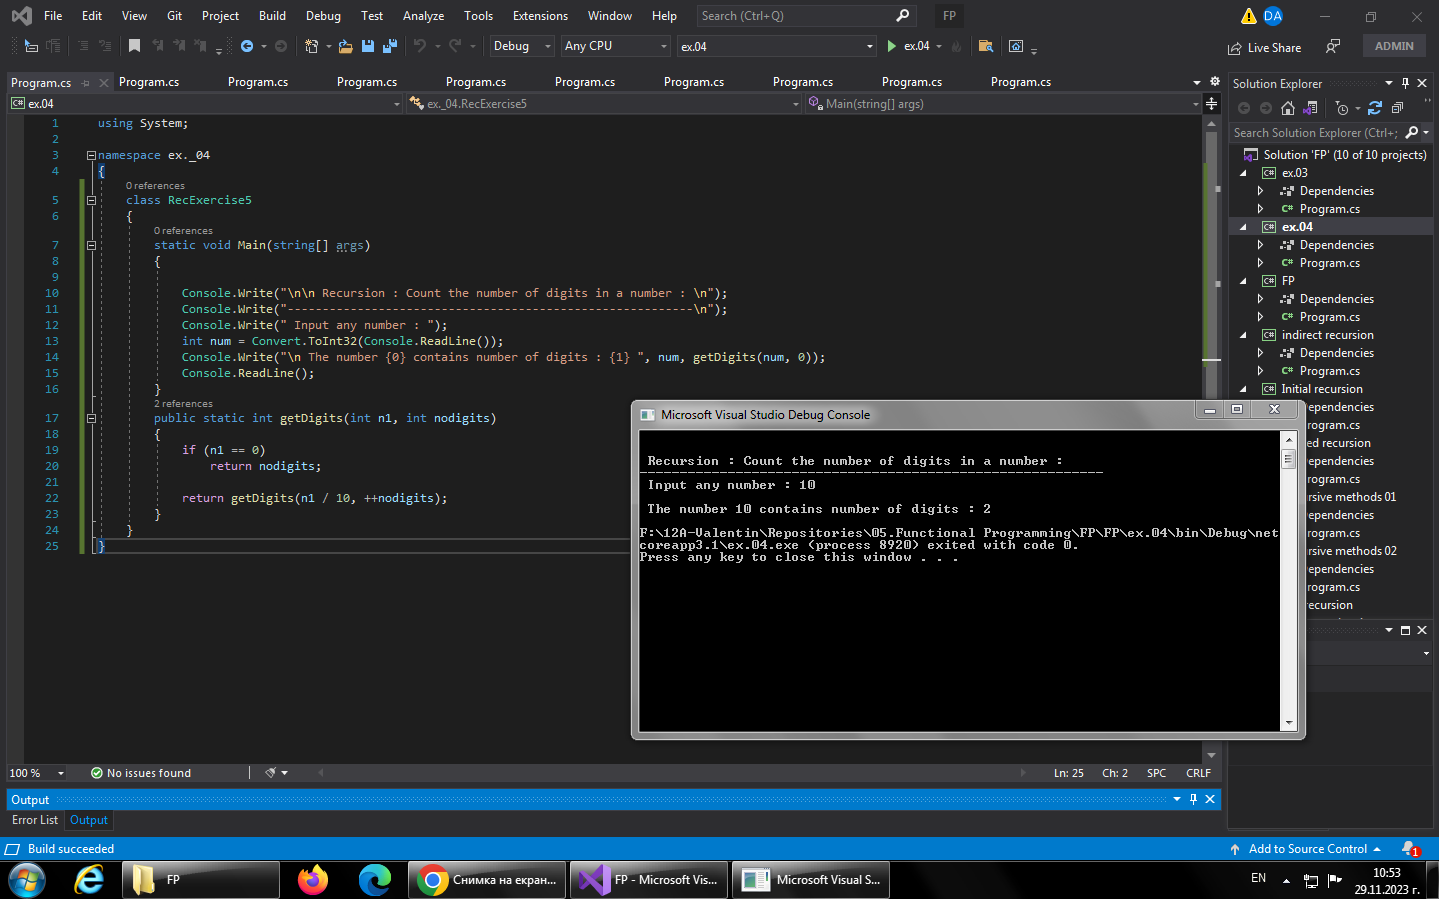 File Edit View Git Project Build Debug Test Analyze Tools Extensions Window Help Search (Ctrl+Q) FP DA
Debug Any CPU ex.04 ex.04 Live Share ADMIN
Program.cs Program.cs Program.cs Program.cs Program.cs Program.cs Program.cs Program.cs Program.cs Program.cs
C# ex.04 ex._04.RecExercise5 Main(string[] args)
1 using System;
2
3 namespace ex._04
4 {
0 references
5 class RecExercise5
6 {
0 references
7 static void Main(string[] args)
8 {
9
10 Console.Write("\n\n Recursion : Count the number of digits in a number : \n");
11 Console.Write("----------------------------------------------------------\n");
12 Console.Write(" Input any number : ");
13 int num = Convert.ToInt32(Console.ReadLine());
14 Console.Write("\n The number {0} contains number of digits : {1} ", num, getDigits(num, 0));
15 Console.ReadLine();
16 }
2 references
17 public static int getDigits(int n1, int nodigits)
18 {
19 if (n1 == 0)
20 return nodigits;
21
22 return getDigits(n1 / 10, ++nodigits);
23 }
24 }
25 }
Solution Explorer
Search Solution Explorer (Ctrl+;
Solution 'FP' (10 of 10 projects)
C# ex.03
Dependencies
C# Program.cs
C# ex.04
Dependencies
C# Program.cs
C# FP
Dependencies
C# Program.cs
C# indirect recursion
Dependencies
C# Program.cs
C# Initial recursion
ependencies
rogram.cs
ed recursion
ependencies
rogram.cs
rsive methods 01
ependencies
rogram.cs
rsive methods 02
ependencies
rogram.cs
recursion
Microsoft Visual Studio Debug Console
Recursion : Count the number of digits in a number :
----------------------------------------------------------
Input any number : 10
The number 10 contains number of digits : 2
F:\12A-Valentin\Repositories\05.Functional Programming\FP\FP\ex.04\bin\Debug\net
coreapp3.1\ex.04.exe (process 8920) exited with code 0.
Press any key to close this window . . .
100 % No issues found Ln: 25 Ch: 2 SPC CRLF
Output
Error List Output
Build succeeded Add to Source Control 1
FP Снимка на екран... FP - Microsoft Vis... Microsoft Visual S... EN 10:53
29.11.2023 г.